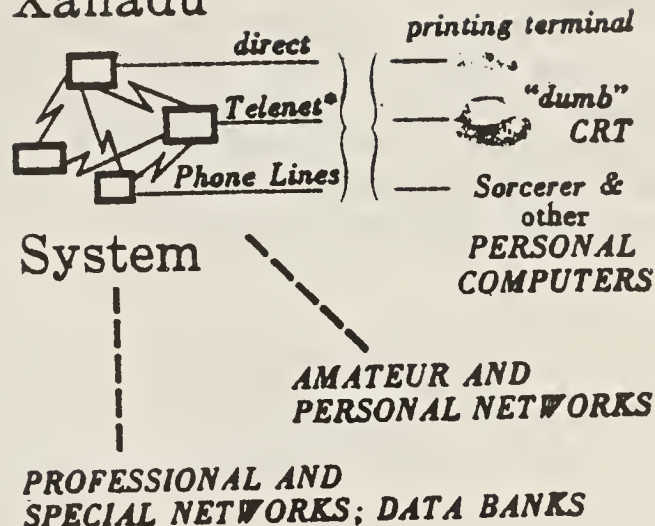 Xanadu
direct
printing terminal
Telenet*
"dumb"
CRT
Phone Lines
Sorcerer &
other
PERSONAL
COMPUTERS
System
AMATEUR AND
PERSONAL NETWORKS
PROFESSIONAL AND
SPECIAL NETWORKS; DATA BANKS